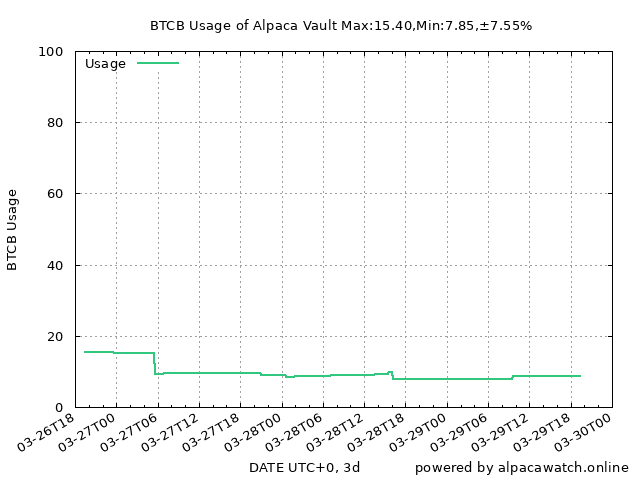 BTCB Usage of Alpaca Vault Max:15.40,Min:7.85,±7.55%
Usage
BTCB Usage
100
80
60
40
20
0
03-26T18
03-27T00
03-27T06
03-27T12
03-27T18
03-28T00
03-28T06
03-28T12
03-28T18
03-29T00
03-29T06
03-29T12
03-29T18
03-30T00
DATE UTC+0, 3d
powered by alpacawatch.online